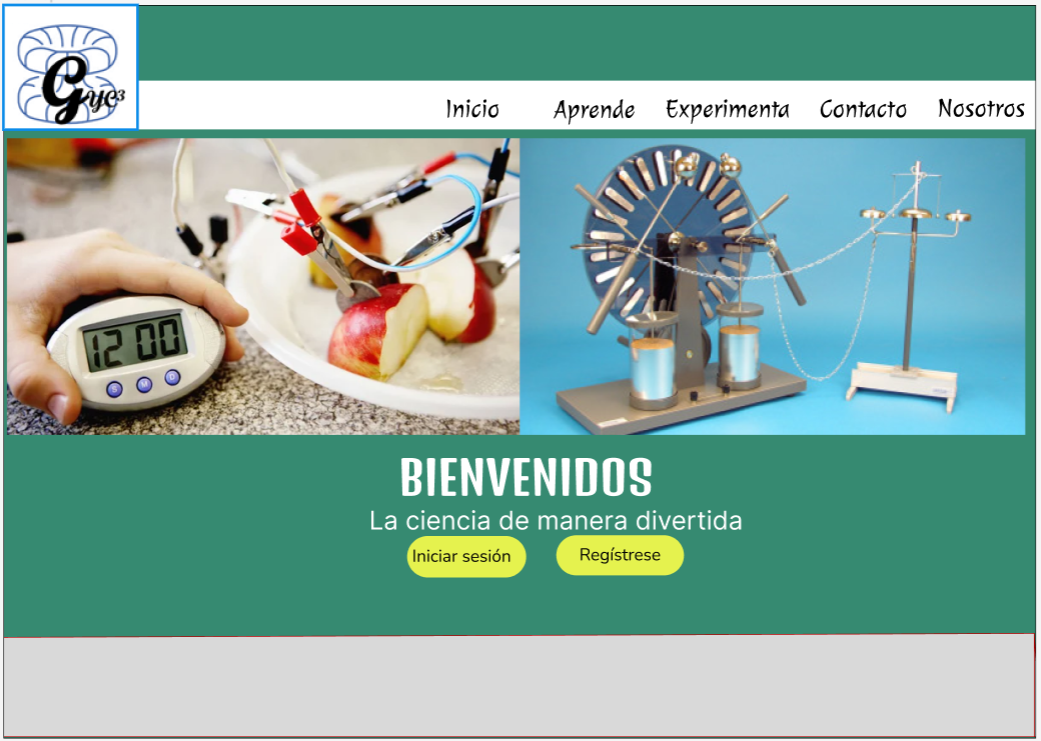 Gyc³
Inicio Aprende Experimenta Contacto Nosotros
12 00
S M D
BIENVENIDOS
La ciencia de manera divertida
Iniciar sesión Regístrese